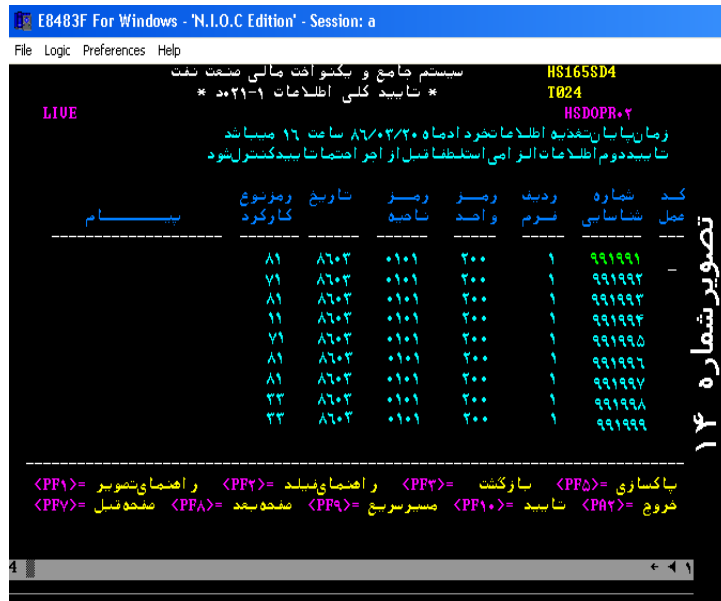 E8483F For Windows - 'N.I.O.C Edition' - Session: a
File Logic Preferences Help
سیستم جامع و یکنواخت مالی صنعت نفت HS165SD4
* تایید کلی اطلاعات ۱-۰۲۱د * T024
LIVE HSDOPR۰۲
زمان پایان تغذیه اطلاعات خرداد ماه ۸۶/۰۳/۲۰ ساعت ۱۶ میباشد
تایید دوم اطلاعات الزامی است لطفا قبل از اجر احتما تایید کنترل شود
کد شماره ردیف رمز رمز تاریخ رمزنوع
عمل شناسایی فرم واحد ناحیه کارکرد پیام
۹۹۱۹۹۱ ۱ ۲۰۰ ۰۱۰۱ ۸۶۰۳ ۸۱
۹۹۱۹۹۲ ۱ ۲۰۰ ۰۱۰۱ ۸۶۰۳ ۷۱
۹۹۱۹۹۳ ۱ ۲۰۰ ۰۱۰۱ ۸۶۰۳ ۸۱
۹۹۱۹۹۴ ۱ ۲۰۰ ۰۱۰۱ ۸۶۰۳ ۱۱
۹۹۱۹۹۵ ۱ ۲۰۰ ۰۱۰۱ ۸۶۰۳ ۷۱
۹۹۱۹۹۶ ۱ ۲۰۰ ۰۱۰۱ ۸۶۰۳ ۸۱
۹۹۱۹۹۷ ۱ ۲۰۰ ۰۱۰۱ ۸۶۰۳ ۸۱
۹۹۱۹۹۸ ۱ ۲۰۰ ۰۱۰۱ ۸۶۰۳ ۳۳
۹۹۱۹۹۹ ۱ ۲۰۰ ۰۱۰۱ ۸۶۰۳ ۳۳
پاکسازی =<PF۵> بازگشت =<PF۳> راهنمای فیلد =<PF۲> راهنمای تصویر =<PF۱>
خروج =<PA۲> تایید =<PF۱۰> مسیر سریع =<PF۹> صفحه بعد =<PF۸> صفحه قبل =<PF۷>
4 ۱
تصویر شماره ۱۴